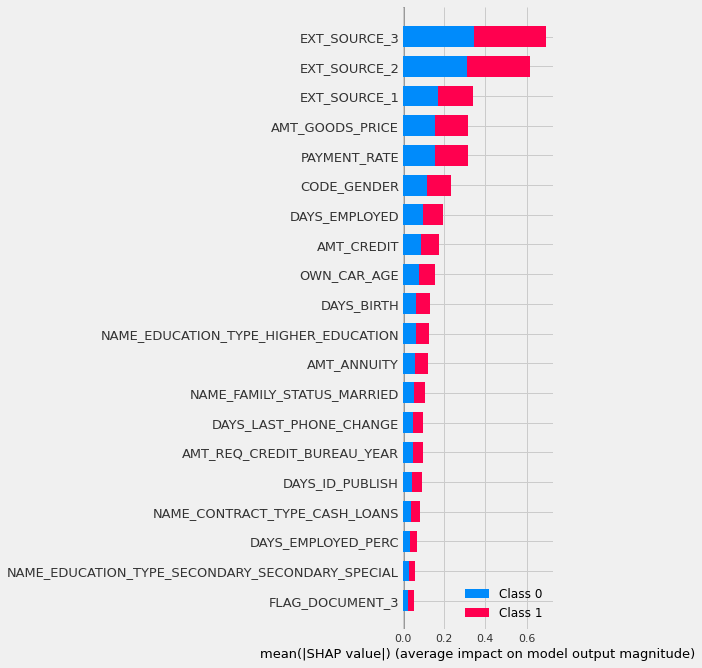 EXT_SOURCE_3
EXT_SOURCE_2
EXT_SOURCE_1
AMT_GOODS_PRICE
PAYMENT_RATE
CODE_GENDER
DAYS_EMPLOYED
AMT_CREDIT
OWN_CAR_AGE
DAYS_BIRTH
NAME_EDUCATION_TYPE_HIGHER_EDUCATION
AMT_ANNUITY
NAME_FAMILY_STATUS_MARRIED
DAYS_LAST_PHONE_CHANGE
AMT_REQ_CREDIT_BUREAU_YEAR
DAYS_ID_PUBLISH
NAME_CONTRACT_TYPE_CASH_LOANS
DAYS_EMPLOYED_PERC
NAME_EDUCATION_TYPE_SECONDARY_SECONDARY_SPECIAL
FLAG_DOCUMENT_3
Class 0
Class 1
0.0 0.2 0.4 0.6
mean(|SHAP value|) (average impact on model output magnitude)